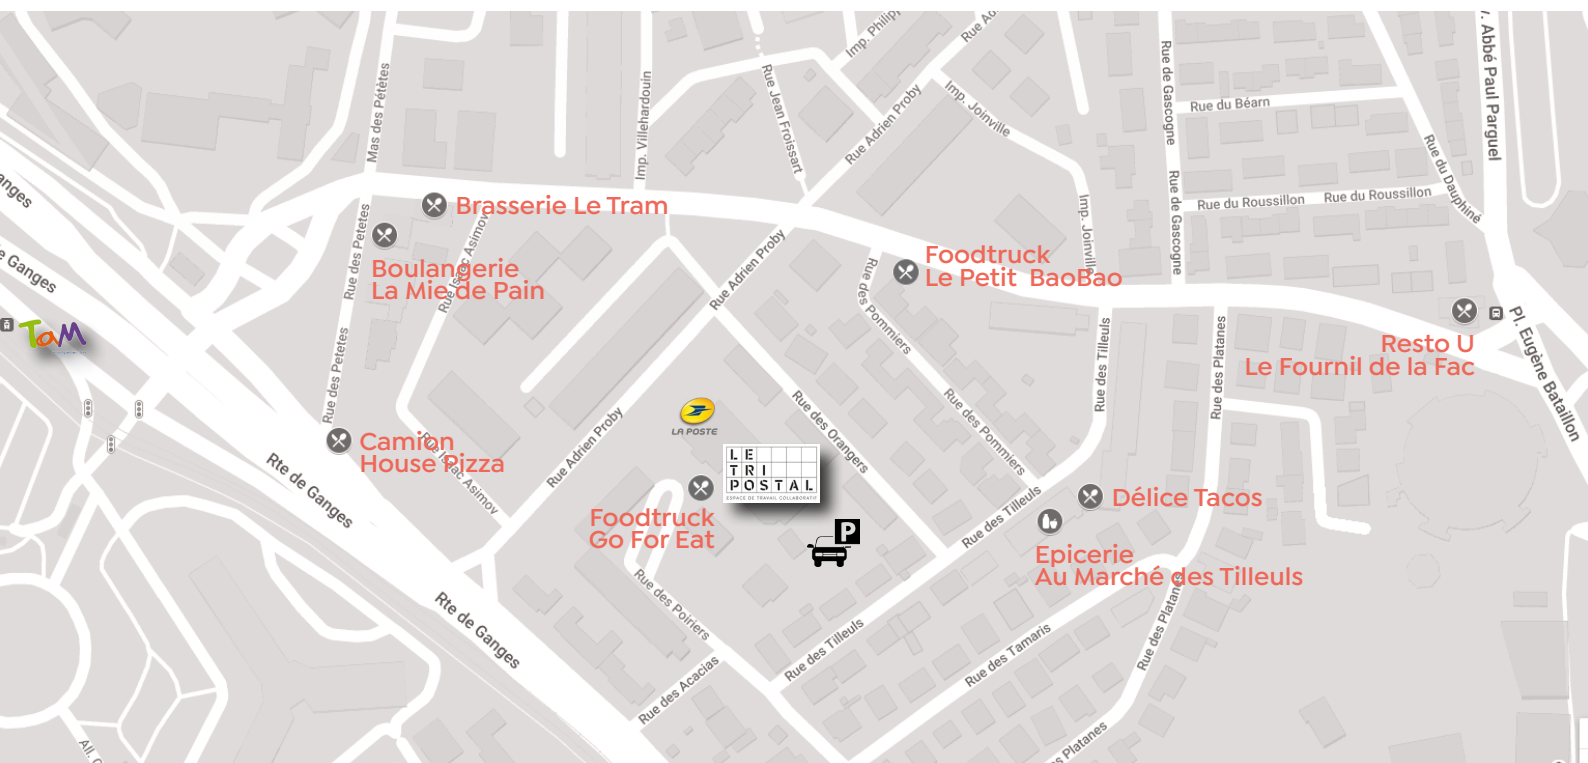 Imp. Philip
Rue A
. Abbé Paul Parguel
Rue de Gascogne
Rue Jean Froissart
Imp. Villehardouin
Mas des Pétètes
Rue Adrien Proby
Imp. Joinville
Rue du Béarn
Rue du Dauphiné
anges
Rue de Gascogne
Rue du Roussillon
Rue du Roussillon
Brasserie Le Tram
Rue des Petetes
Rue Isaac Asimov
Imp. Joinville
Boulangerie
La Mie de Pain
Rue Adrien Proby
Foodtruck
Le Petit BaoBao
de Ganges
TaM
Rue des Pommiers
Rue des Petetes
Rue des Tilleuls
Rue des Platanes
Resto U
Le Fournil de la Fac
Pl. Eugène Bataillon
LA POSTE
Rue Adrien Proby
Rue des Orangers
Rue des Pommiers
Camion
House Pizza
Rue Isaac Asimov
Rte de Ganges
LE
TRI
POSTAL
ESPACE DE TRAVAIL COLLABORATIF
Foodtruck
Go For Eat
P
Rue des Tilleuls
Délice Tacos
Epicerie
Au Marché des Tilleuls
Rue des Poiriers
Rte de Ganges
Rue des Tilleuls
Rue des Tamaris
Rue des Platanes
Rue des Acacias
All.
Platanes